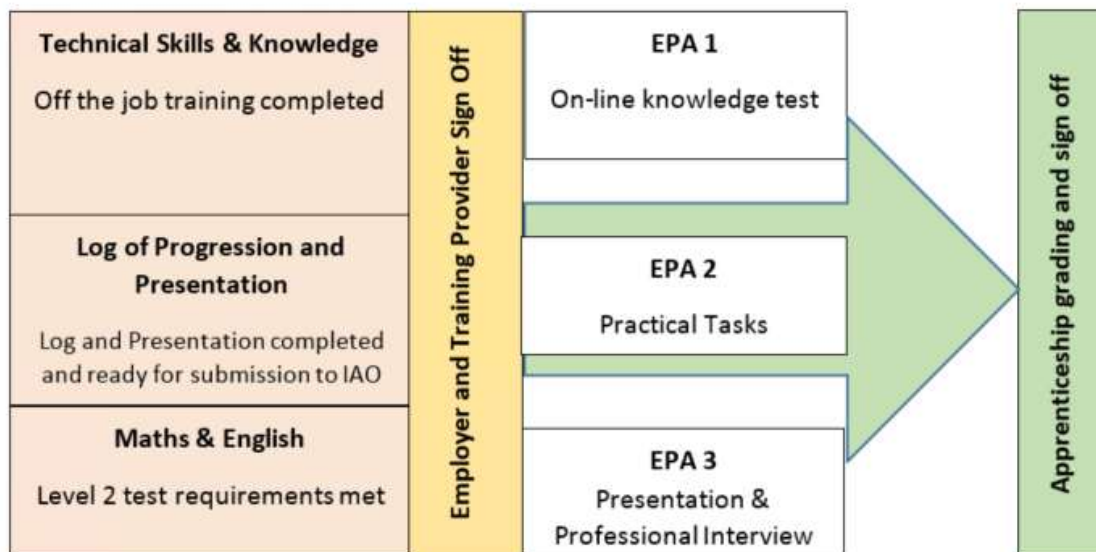 Technical Skills & Knowledge
Off the job training completed
Log of Progression and
Presentation
Log and Presentation completed
and ready for submission to IAO
Maths & English
Level 2 test requirements met
Employer and Training Provider Sign Off
EPA 1
On-line knowledge test
EPA 2
Practical Tasks
EPA 3
Presentation &
Professional Interview
Apprenticeship grading and sign off